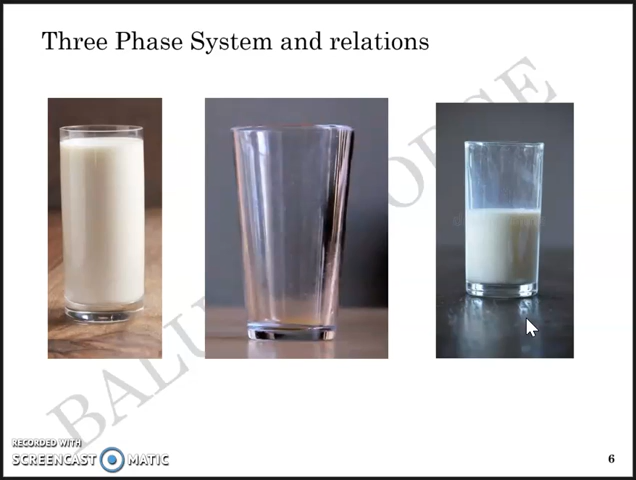 Three Phase System and relations
RECORDED WITH
SCREENCAST MATIC
6